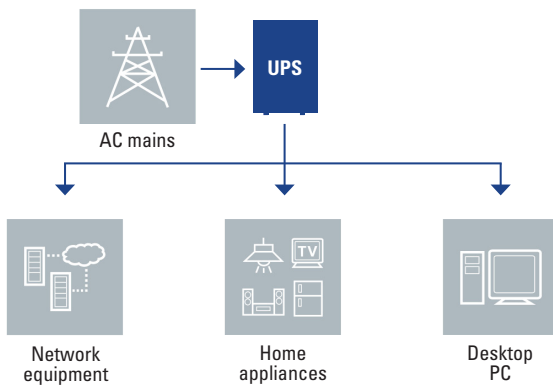 UPS
AC mains
TV
Network
equipment
Home
appliances
Desktop
PC